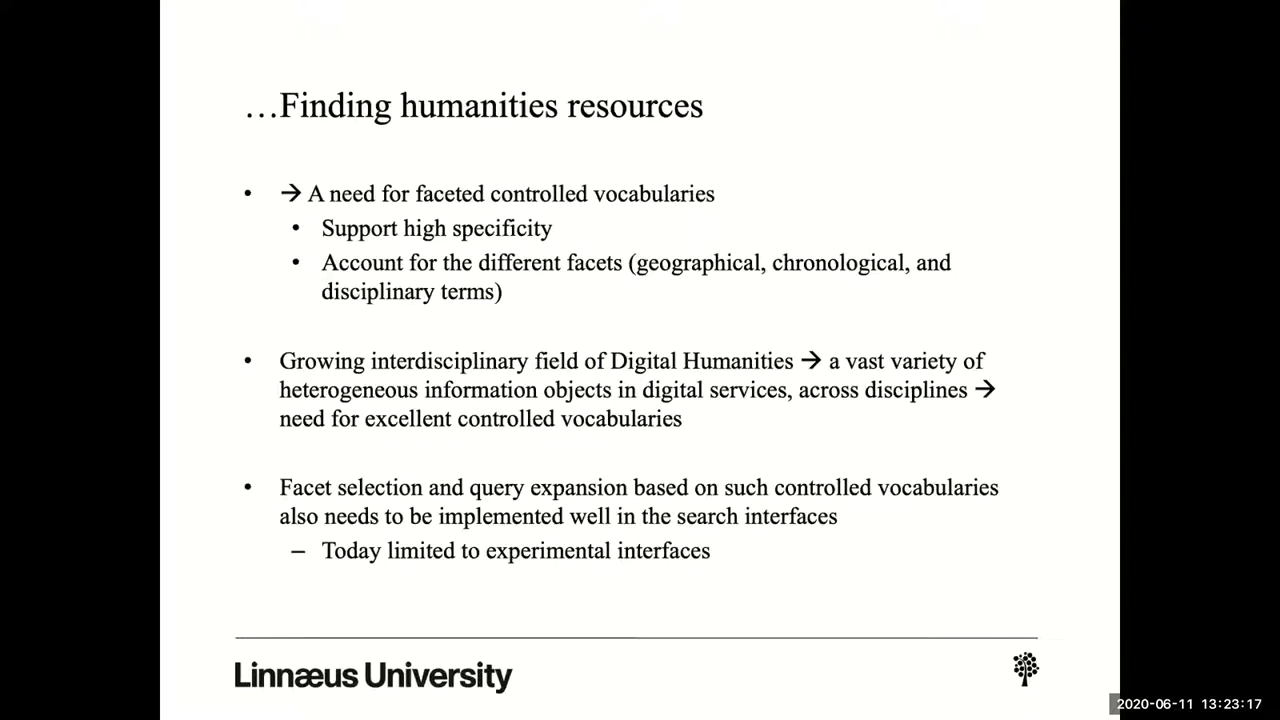 …Finding humanities resources
• → A need for faceted controlled vocabularies
• Support high specificity
• Account for the different facets (geographical, chronological, and
disciplinary terms)
• Growing interdisciplinary field of Digital Humanities → a vast variety of
heterogeneous information objects in digital services, across disciplines →
need for excellent controlled vocabularies
• Facet selection and query expansion based on such controlled vocabularies
also needs to be implemented well in the search interfaces
– Today limited to experimental interfaces
Linnæus University
2020-06-11 13:23:17